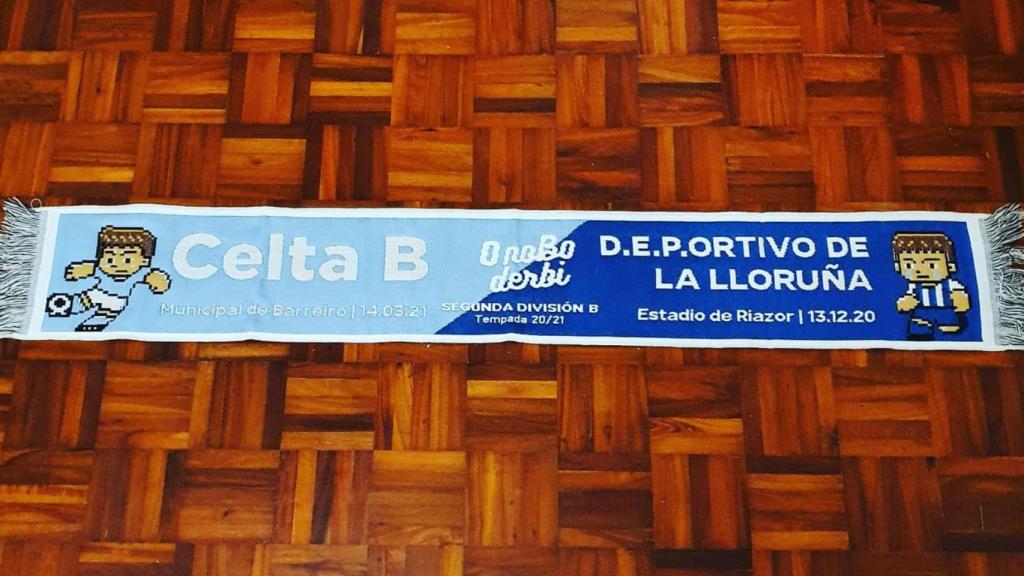 Celta B
Municipal de Barreiro | 14.03.21
O noBo
derbi
SEGUNDA DIVISIÓN B
Tempada 20/21
D.E.P.ORTIVO DE
LA LLORUÑA
Estadio de Riazor | 13.12.20